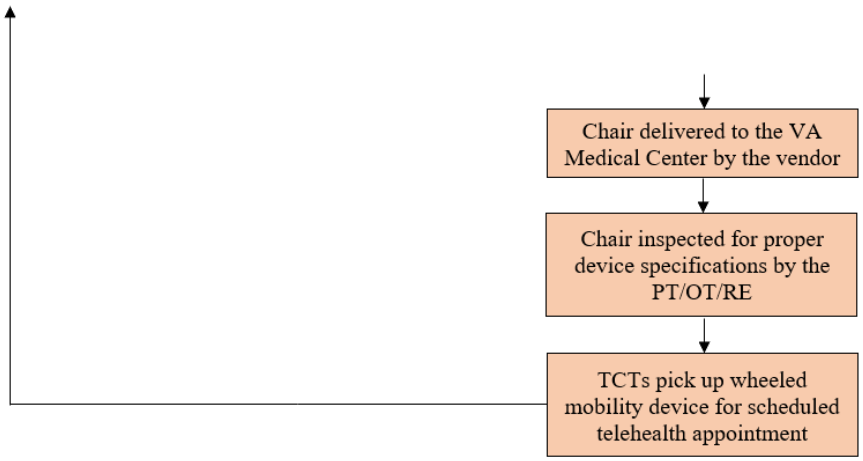 Chair delivered to the VA
Medical Center by the vendor
Chair inspected for proper
device specifications by the
PT/OT/RE
TCTs pick up wheeled
mobility device for scheduled
telehealth appointment